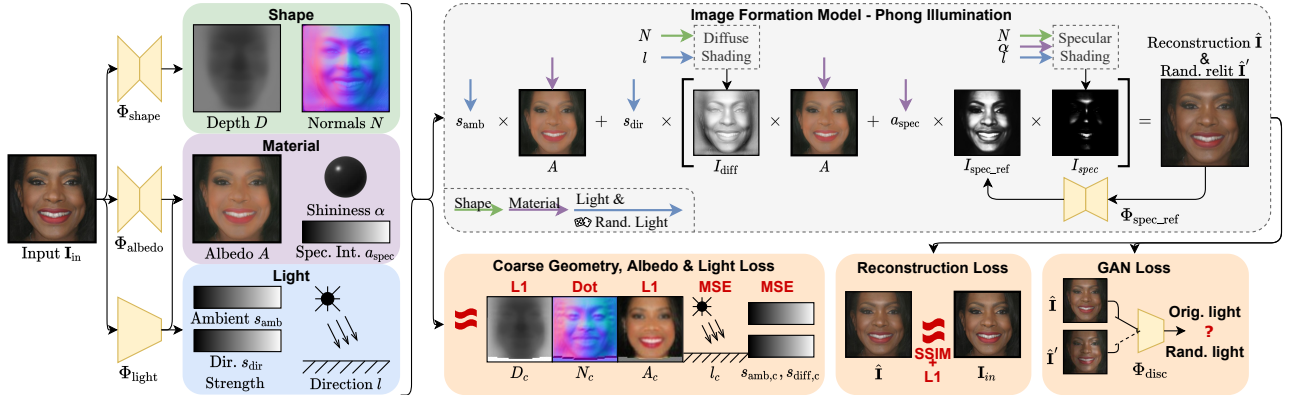 Shape
Φshape
Depth D
Normals N
Material
Input Iin
Φalbedo
Albedo A
Shininess α
Spec. Int. aspec
Light
Φlight
Ambient samb
Dir. sdir
Strength
Direction l
Image Formation Model - Phong Illumination
N
l
Diffuse
Shading
N
α
l
Specular
Shading
Reconstruction Î
&
Rand. relit Î′
samb × A + sdir × [ Idiff × A + aspec × Ispec_ref Ispec ] =
Φspec_ref
Shape
Material
Light &
Rand. Light
Coarse Geometry, Albedo & Light Loss
L1 Dot L1 MSE MSE
≈
Dc Nc Ac lc samb,c, sdiff,c
Reconstruction Loss
≈
SSIM
+
L1
Î Iin
GAN Loss
Î
Î′
Φdisc
Orig. light
?
Rand. light